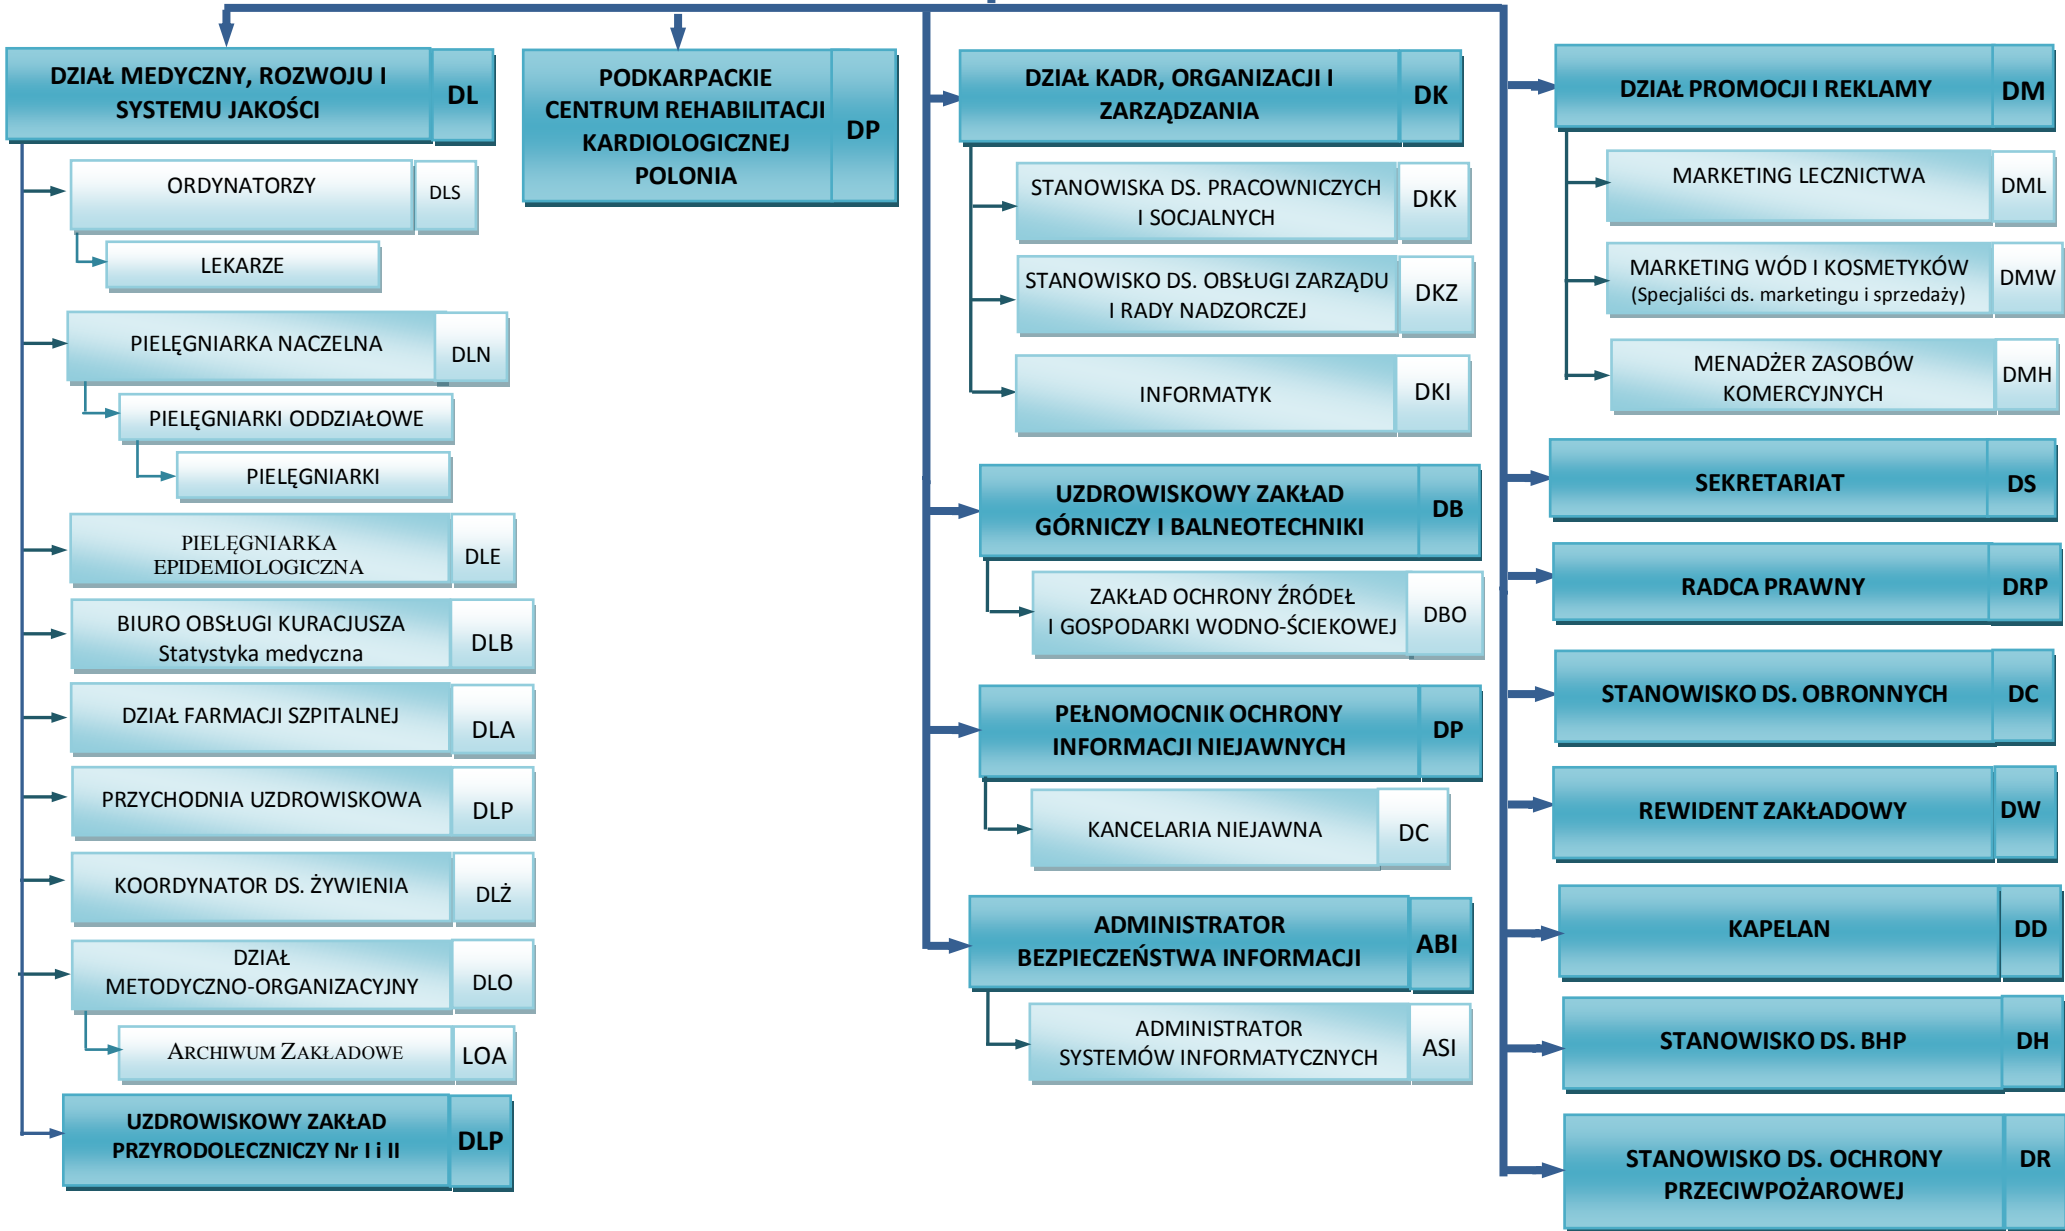 DZIAŁ MEDYCZNY, ROZWOJU I
SYSTEMU JAKOŚCI
DL
ORDYNATORZY
DLS
LEKARZE
PIELĘGNIARKA NACZELNA
DLN
PIELĘGNIARKI ODDZIAŁOWE
PIELĘGNIARKI
PIELĘGNIARKA
EPIDEMIOLOGICZNA
DLE
BIURO OBSŁUGI KURACJUSZA
Statystyka medyczna
DLB
DZIAŁ FARMACJI SZPITALNEJ
DLA
PRZYCHODNIA UZDROWISKOWA
DLP
KOORDYNATOR DS. ŻYWIENIA
DLŻ
DZIAŁ
METODYCZNO-ORGANIZACYJNY
DLO
ARCHIWUM ZAKŁADOWE
LOA
UZDROWISKOWY ZAKŁAD
PRZYRODOLECZNICZY Nr I i II
DLP
PODKARPACKIE
CENTRUM REHABILITACJI
KARDIOLOGICZNEJ
POLONIA
DP
DZIAŁ KADR, ORGANIZACJI I
ZARZĄDZANIA
DK
STANOWISKA DS. PRACOWNICZYCH
I SOCJALNYCH
DKK
STANOWISKO DS. OBSŁUGI ZARZĄDU
I RADY NADZORCZEJ
DKZ
INFORMATYK
DKI
UZDROWISKOWY ZAKŁAD
GÓRNICZY I BALNEOTECHNIKI
DB
ZAKŁAD OCHRONY ŹRÓDEŁ
I GOSPODARKI WODNO-ŚCIEKOWEJ
DBO
PEŁNOMOCNIK OCHRONY
INFORMACJI NIEJAWNYCH
DP
KANCELARIA NIEJAWNA
DC
ADMINISTRATOR
BEZPIECZEŃSTWA INFORMACJI
ABI
ADMINISTRATOR
SYSTEMÓW INFORMATYCZNYCH
ASI
DZIAŁ PROMOCJI I REKLAMY
DM
MARKETING LECZNICTWA
DML
MARKETING WÓD I KOSMETYKÓW
(Specjaliści ds. marketingu i sprzedaży)
DMW
MENADŻER ZASOBÓW
KOMERCYJNYCH
DMH
SEKRETARIAT
DS
RADCA PRAWNY
DRP
STANOWISKO DS. OBRONNYCH
DC
REWIDENT ZAKŁADOWY
DW
KAPELAN
DD
STANOWISKO DS. BHP
DH
STANOWISKO DS. OCHRONY
PRZECIWPOŻAROWEJ
DR